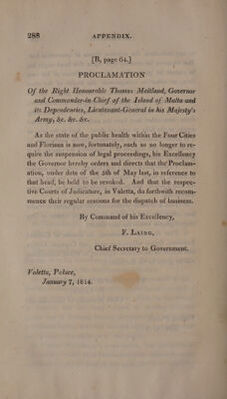 288 APPENDIX.
[B, page 64.]
PROCLAMATION
Of the Right Honourable Thomas Maitland, Governor
and Commander-in Chief of the Island of Malta and
its Dependencies, Lieutenant-General in his Majesty's
Army, &c. &c. &c.
As the state of the public health within the Four Cities
and Floriana is now, fortunately, such as no longer to re-
quire the suspension of legal proceedings, his Excellency
the Governor hereby orders and directs that the Proclam-
ation, under date of the 5th of May last, in reference to
that head, be held to be revoked. And that the respec-
tive Courts of Judicature, in Valetta, do forthwith recom-
mence their regular sessions for the dispatch of business.
By Command of his Excellency,
F. LAING,
Chief Secretary to Government.
Valetta, Palace,
January 7, 1814.